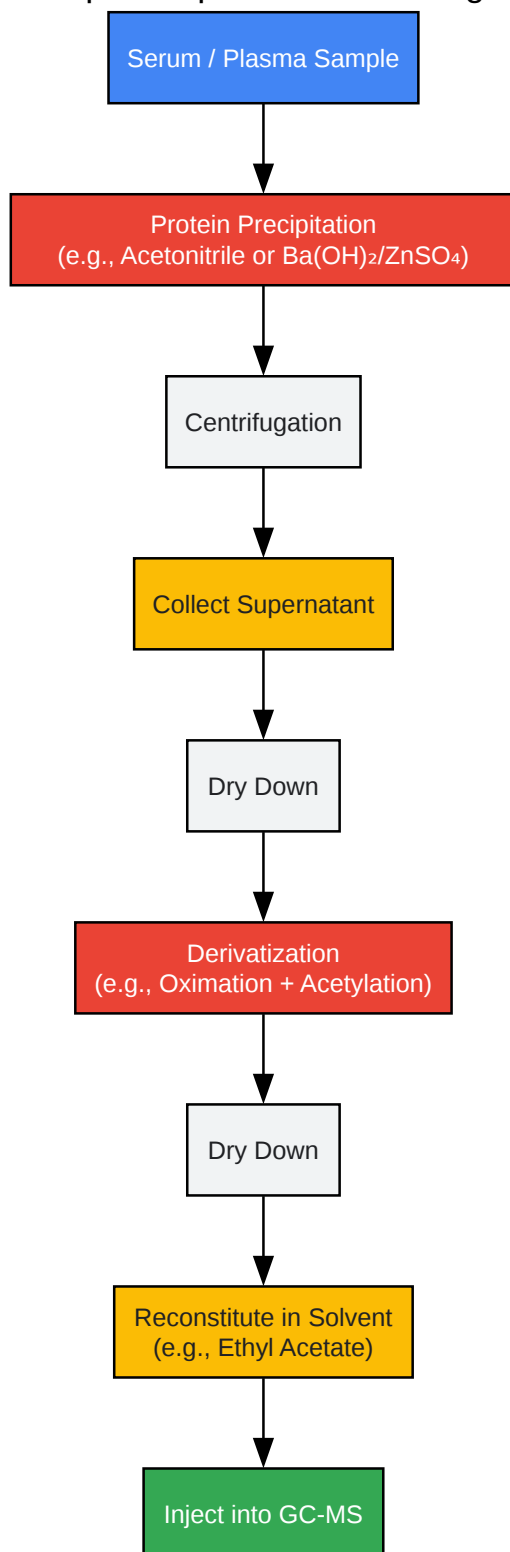 Serum / Plasma Sample
Protein Precipitation
(e.g., Acetonitrile or Ba(OH)₂/ZnSO₄)
Centrifugation
Collect Supernatant
Dry Down
Derivatization
(e.g., Oximation + Acetylation)
Dry Down
Reconstitute in Solvent
(e.g., Ethyl Acetate)
Inject into GC-MS